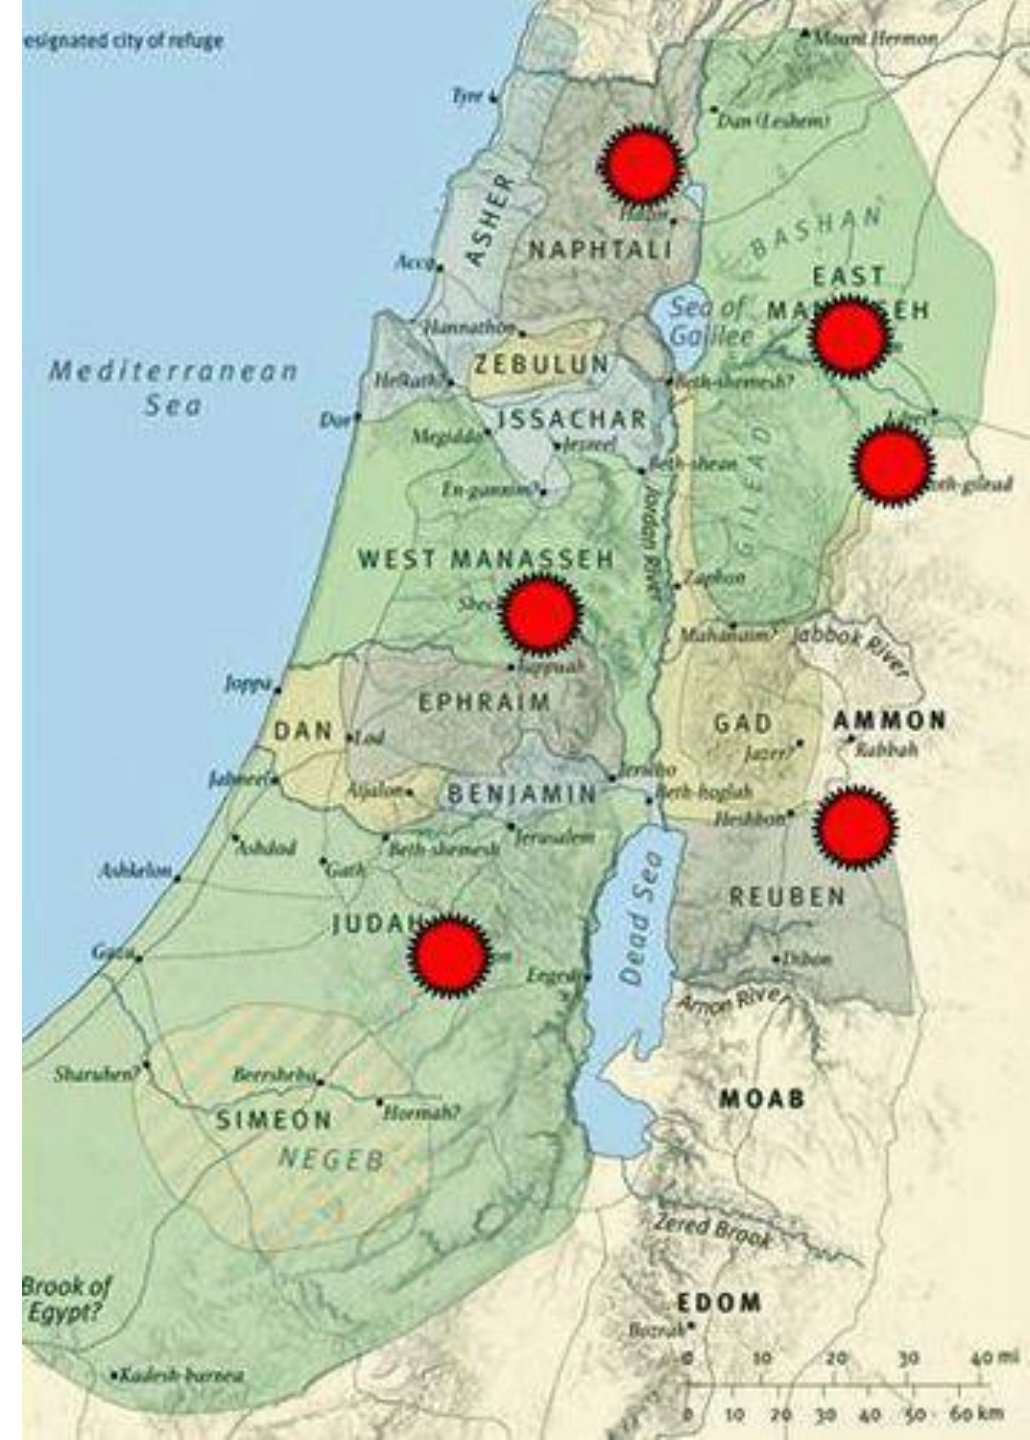 esignated city of refuge
Mount Hermon
Tyre
Dan (Leshem)
ASHER
Hazor
NAPHTALI
BASHAN
Acco
EAST
Sea of
Galilee
Hannathon
ZEBULUN
Mediterranean
Sea
Helkath?
Beth-shemesh?
Dor
ISSACHAR
Megiddo
Jezreel
Beth-shean
En-gannim?
GILEAD
Jordan River
WEST MANASSEH
Zaphon
Mahanaim?
Jabbok River
Tappuah
Joppa
EPHRAIM
DAN
Lod
GAD
AMMON
Jazer?
Rabbah
Jabneel
Aijalon
BENJAMIN
Jericho
Beth-hoglah
Heshbon
Ashdod
Gath
Beth-shemesh
Jerusalem
Ashkelon
Dead Sea
REUBEN
JUDAH
Gaza
Engedi
Dibon
Arnon River
Sharuhen?
Beersheba
Hormah?
SIMEON
NEGEB
MOAB
Zered Brook
Brook of
Egypt?
EDOM
Bozrah
Kadesh-barnea
0 10 20 30 40 mi
0 10 20 30 40 50 60 km